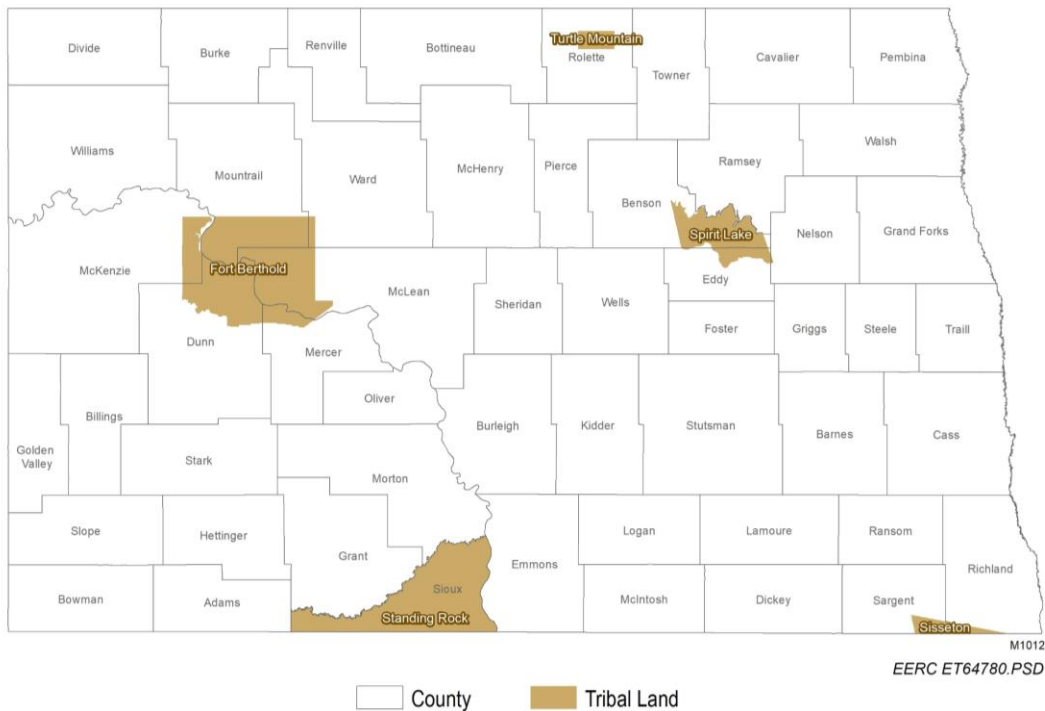 Divide
Burke
Renville
Bottineau
Turtle Mountain
Rolette
Towner
Cavalier
Pembina
Williams
Mountrail
Ward
McHenry
Pierce
Benson
Ramsey
Walsh
Spirit Lake
Nelson
Grand Forks
McKenzie
Fort Berthold
McLean
Sheridan
Wells
Eddy
Foster
Griggs
Steele
Traill
Dunn
Mercer
Oliver
Billings
Golden
Valley
Stark
Morton
Burleigh
Kidder
Stutsman
Barnes
Cass
Slope
Hettinger
Grant
Sioux
Emmons
Logan
Lamoure
Ransom
Richland
Bowman
Adams
Standing Rock
McIntosh
Dickey
Sargent
Sisseton
M1012
EERC ET64780.PSD
County
Tribal Land